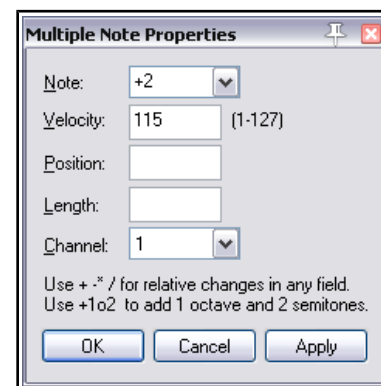 Multiple Note Properties
Note: +2
Velocity: 115 (1-127)
Position:
Length:
Channel: 1
Use + -* / for relative changes in any field.
Use +1o2 to add 1 octave and 2 semitones.
OK Cancel Apply